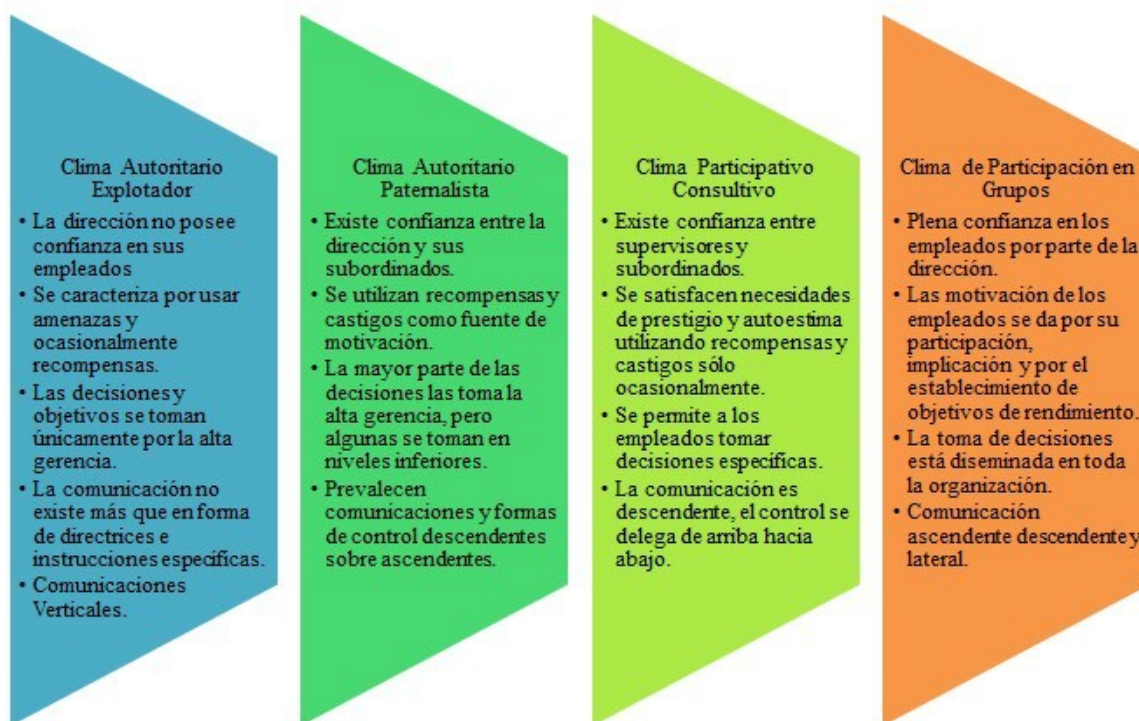 Clima Autoritario
Explotador
• La dirección no posee
confianza en sus
empleados
• Se caracteriza por usar
amenazas y
ocasionalmente
recompensas.
• Las decisiones y
objetivos se toman
únicamente por la alta
gerencia.
• La comunicación no
existe más que en forma
de directrices e
instrucciones específicas.
• Comunicaciones
Verticales.
Clima Autoritario
Paternalista
• Existe confianza entre la
dirección y sus
subordinados.
• Se utilizan recompensas y
castigos como fuente de
motivación.
• La mayor parte de las
decisiones las toma la
alta gerencia, pero
algunas se toman en
niveles inferiores.
• Prevalecen
comunicaciones y formas
de control descendentes
sobre ascendentes.
Clima Participativo
Consultivo
• Existe confianza entre
supervisores y
subordinados.
• Se satisfacen necesidades
de prestigio y autoestima
utilizando recompensas y
castigos sólo
ocasionalmente.
• Se permite a los
empleados tomar
decisiones específicas.
• La comunicación es
descendente, el control se
delega de arriba hacia
abajo.
Clima de Participación en
Grupos
• Plena confianza en los
empleados por parte de la
dirección.
• Las motivación de los
empleados se da por su
participación,
implicación y por el
establecimiento de
objetivos de rendimiento.
• La toma de decisiones
está diseminada en toda
la organización.
• Comunicación
ascendente descendente y
lateral.